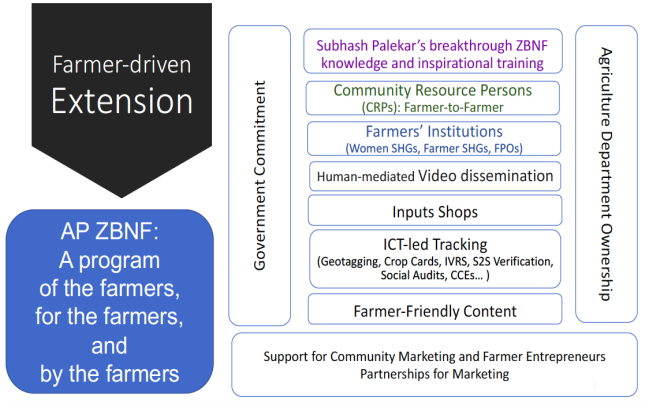 Farmer-driven
Extension
AP ZBNF:
A program
of the farmers,
for the farmers,
and
by the farmers
Government Commitment
Subhash Palekar's breakthrough ZBNF
knowledge and inspirational training
Community Resource Persons
(CRPs): Farmer-to-Farmer
Farmers' Institutions
(Women SHGs, Farmer SHGs, FPOs)
Human-mediated Video dissemination
Inputs Shops
ICT-led Tracking
(Geotagging, Crop Cards, IVRS, S2S Verification,
Social Audits, CCEs... )
Farmer-Friendly Content
Agriculture Department Ownership
Support for Community Marketing and Farmer Entrepreneurs
Partnerships for Marketing